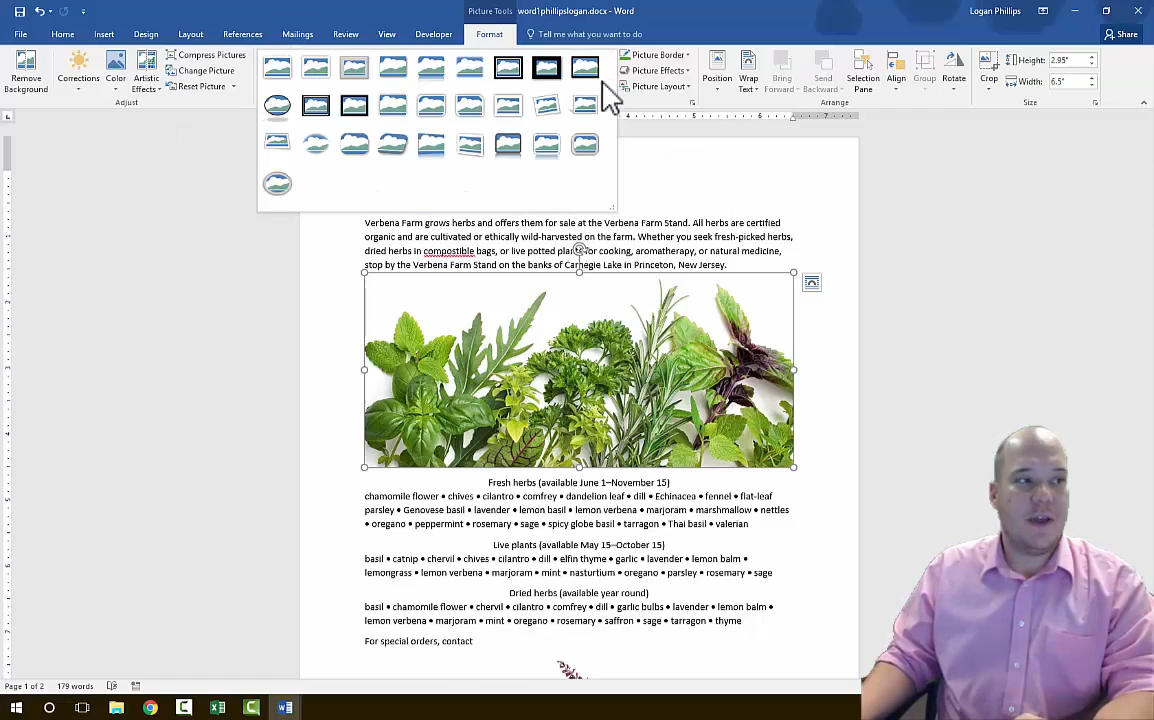 Picture Tools
word1phillipslogan.docx - Word
Logan Phillips
File
Home
Insert
Design
Layout
References
Mailings
Review
View
Developer
Format
Tell me what you want to do
Share
Remove Background
Corrections
Color
Artistic Effects
Compress Pictures
Change Picture
Reset Picture
Adjust
Picture Border
Picture Effects
Picture Layout
Position
Wrap Text
Bring Forward
Send Backward
Selection Pane
Align
Group
Rotate
Arrange
Crop
Height: 2.95"
Width: 6.5"
Size
4 5 6 7
Verbena Farm grows herbs and offers them for sale at the Verbena Farm Stand. All herbs are certified
organic and are cultivated or ethically wild-harvested on the farm. Whether you seek fresh-picked herbs,
dried herbs in compostible bags, or live potted plants for cooking, aromatherapy, or natural medicine,
stop by the Verbena Farm Stand on the banks of Carnegie Lake in Princeton, New Jersey.
Fresh herbs (available June 1–November 15)
chamomile flower • chives • cilantro • comfrey • dandelion leaf • dill • Echinacea • fennel • flat-leaf
parsley • Genovese basil • lavender • lemon basil • lemon verbena • marjoram • marshmallow • nettles
• oregano • peppermint • rosemary • sage • spicy globe basil • tarragon • Thai basil • valerian
Live plants (available May 15–October 15)
basil • catnip • chervil • chives • cilantro • dill • elfin thyme • garlic • lavender • lemon balm •
lemongrass • lemon verbena • marjoram • mint • nasturtium • oregano • parsley • rosemary • sage
Dried herbs (available year round)
basil • chamomile flower • chervil • cilantro • comfrey • dill • garlic bulbs • lavender • lemon balm •
lemon verbena • marjoram • mint • oregano • rosemary • saffron • sage • tarragon • thyme
For special orders, contact
Page 1 of 2
179 words